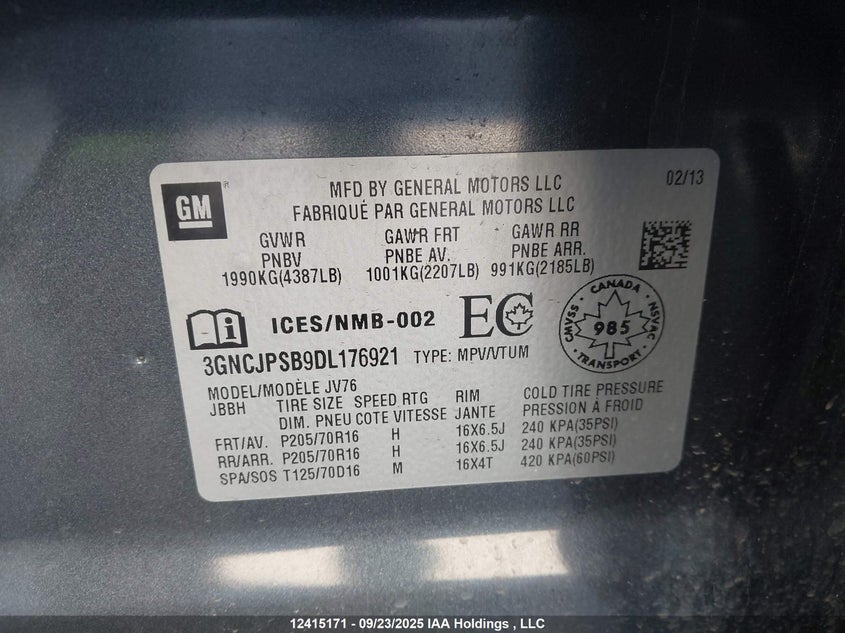 GM
MFD BY GENERAL MOTORS LLC
02/13
FABRIQUÉ PAR GENERAL MOTORS LLC
GVWR GAWR FRT GAWR RR
PNBV PNBE AV. PNBE ARR.
1990KG(4387LB) 1001KG(2207LB) 991KG(2185LB)
i ICES/NMB-002 EC
CANADA
CMVSS 985 NSVAC
TRANSPORT
3GNCJPSB9DL176921 TYPE: MPV/VTUM
MODEL/MODÈLE JV76
JBBH TIRE SIZE SPEED RTG RIM COLD TIRE PRESSURE
DIM. PNEU COTE VITESSE JANTE PRESSION À FROID
FRT/AV. P205/70R16 H 16X6.5J 240 KPA(35PSI)
RR/ARR. P205/70R16 H 16X6.5J 240 KPA(35PSI)
SPA/SOS T125/70D16 M 16X4T 420 KPA(60PSI)
12415171 - 09/23/2025 IAA Holdings , LLC